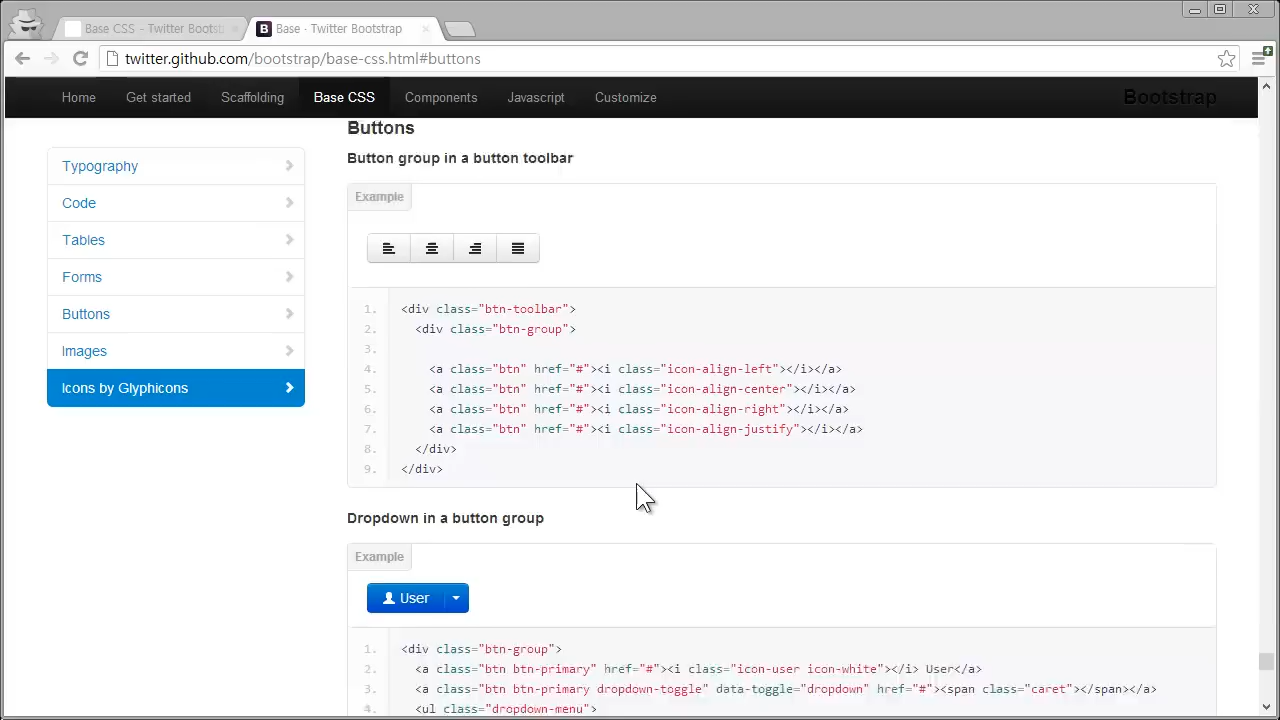 Base CSS - Twitter Bootst
Base · Twitter Bootstrap
twitter.github.com/bootstrap/base-css.html#buttons
Home Get started Scaffolding Base CSS Components Javascript Customize Bootstrap
Typography
Code
Tables
Forms
Buttons
Images
Icons by Glyphicons
Buttons
Button group in a button toolbar
Example
1. <div class="btn-toolbar">
2. <div class="btn-group">
3.
4. <a class="btn" href="#"><i class="icon-align-left"></i></a>
5. <a class="btn" href="#"><i class="icon-align-center"></i></a>
6. <a class="btn" href="#"><i class="icon-align-right"></i></a>
7. <a class="btn" href="#"><i class="icon-align-justify"></i></a>
8. </div>
9. </div>
Dropdown in a button group
Example
User
1. <div class="btn-group">
2. <a class="btn btn-primary" href="#"><i class="icon-user icon-white"></i> User</a>
3. <a class="btn btn-primary dropdown-toggle" data-toggle="dropdown" href="#"><span class="caret"></span></a>
4. <ul class="dropdown-menu">